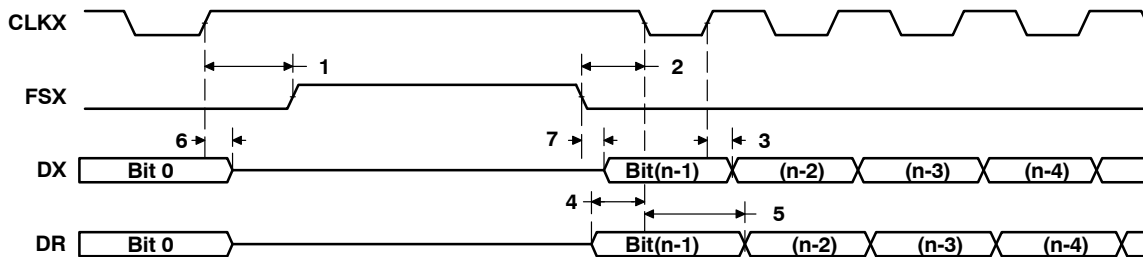 CLKX
1 2
FSX
6 7 3
DX Bit 0 Bit(n-1) (n-2) (n-3) (n-4)
4 5
DR Bit 0 Bit(n-1) (n-2) (n-3) (n-4)